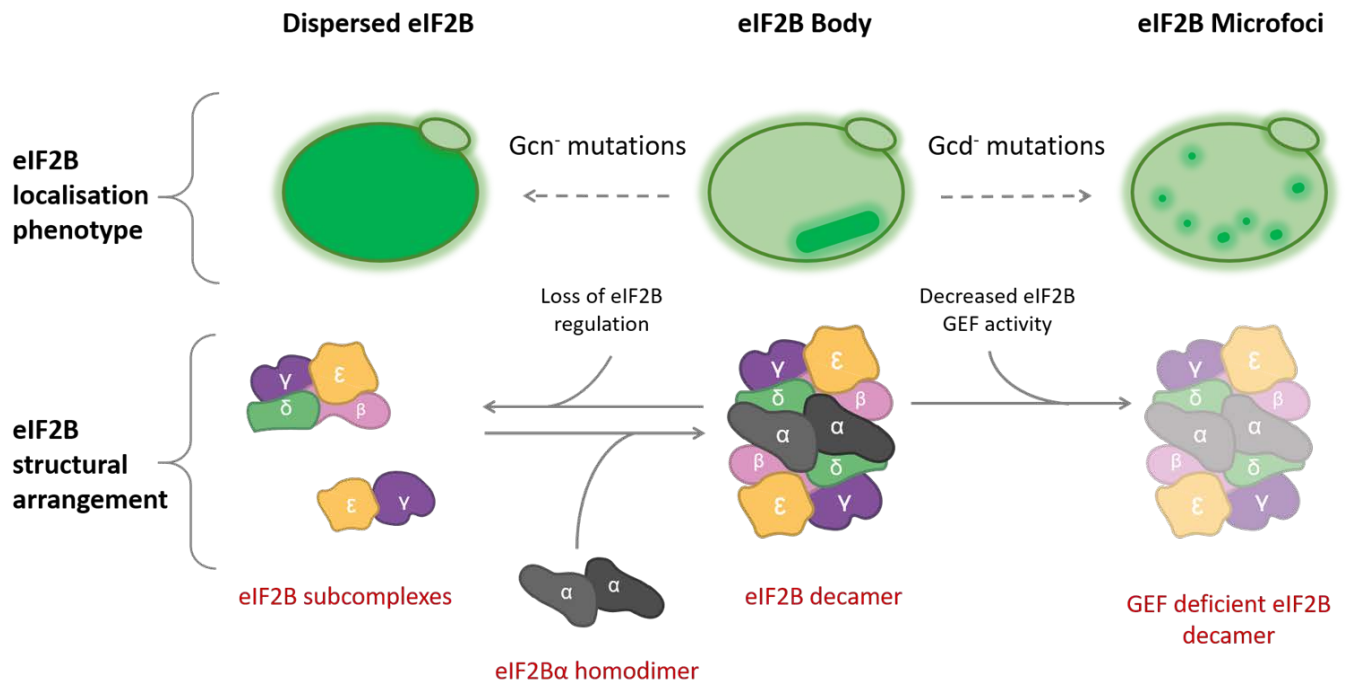 Dispersed eIF2B
eIF2B Body
eIF2B Microfoci
eIF2B
localisation
phenotype
Gcn⁻ mutations
Gcd⁻ mutations
Loss of eIF2B
regulation
Decreased eIF2B
GEF activity
eIF2B
structural
arrangement
γ ε
δ β
ε γ
α α
γ ε
δ β
α α
β δ
ε γ
γ ε
δ β
α α
β δ
ε γ
eIF2B subcomplexes
eIF2Bα homodimer
eIF2B decamer
GEF deficient eIF2B
decamer